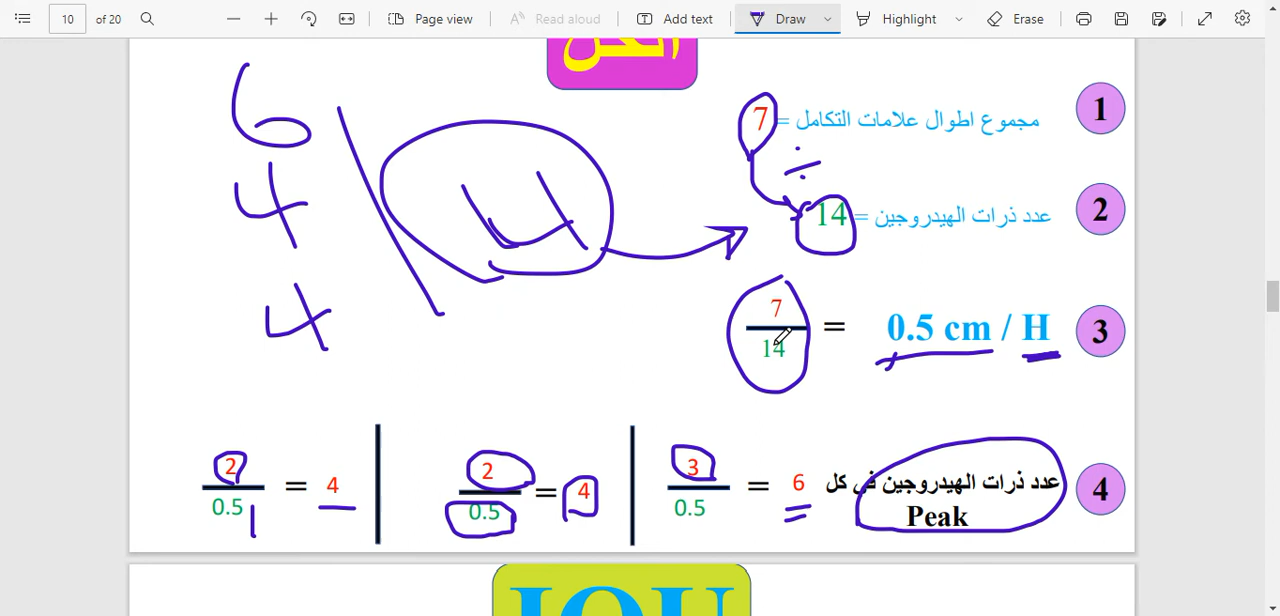 10 of 20 Page view Read aloud Add text Draw Highlight Erase
الحل
1 مجموع اطوال علامات التكامل = 7
÷
2 عدد ذرات الهيدروجين = 14
3 7/14 = 0.5 cm / H
6
4
4
4 عدد ذرات الهيدروجين في كل Peak
3/0.5 = 6
2/0.5 = 4
2/0.5 = 4